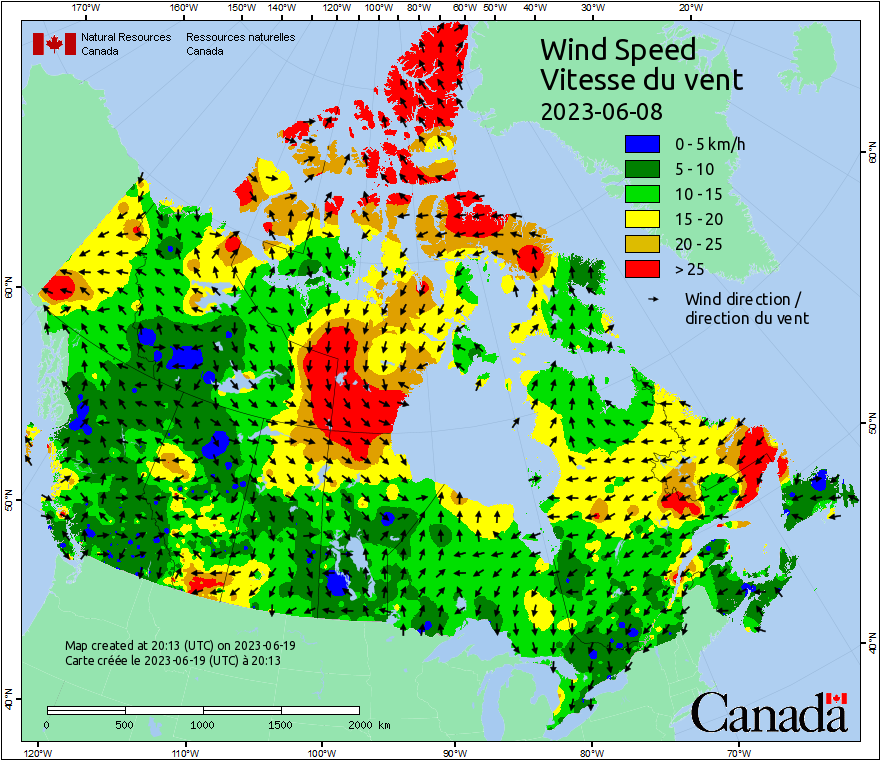 170°W 160°W 150°W 140°W 120°W 100°W 80°W 60°W 50°W 40°W 30°W 20°W
Natural Resources Ressources naturelles
Canada Canada
Wind Speed
Vitesse du vent
2023-06-08
0 - 5 km/h
5 - 10
10 - 15
15 - 20
20 - 25
> 25
Wind direction /
direction du vent
60°N
60°N
50°N
50°N
40°N
40°N
Map created at 20:13 (UTC) on 2023-06-19
Carte créée le 2023-06-19 (UTC) à 20:13
0 500 1000 1500 2000 km
Canada
120°W 110°W 100°W 90°W 80°W 70°W